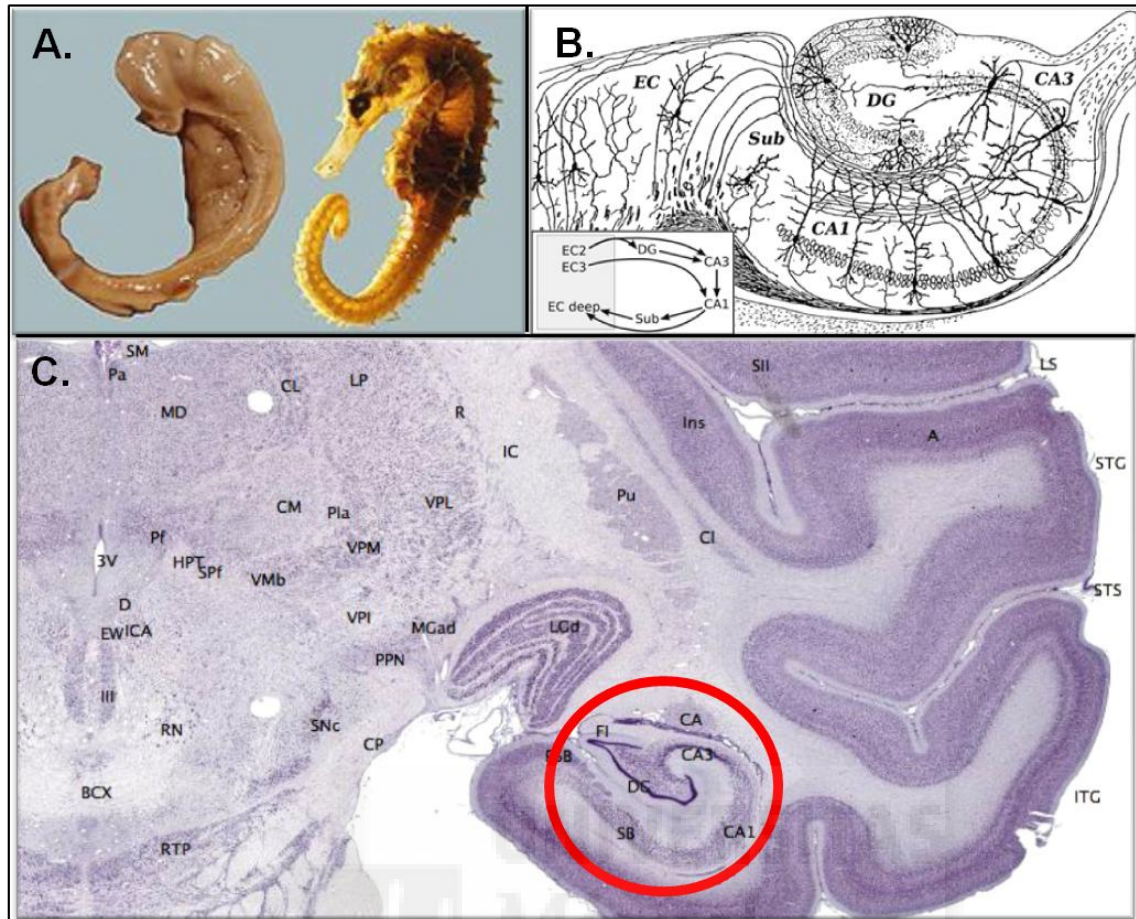 A.
B.
EC
CA3
DG
Sub
CA1
EC2
DG
EC3
CA3
CA1
EC deep
Sub
C.
SM
Pa
CL
LP
SII
LS
MD
R
Ins
A
IC
STG
Pu
CM
Pla
VPL
Cl
Pf
VPM
3V
HPT
SPf
VMb
STS
D
VPI
EW
ICA
MGad
LGd
PPN
III
RN
SNc
FI
CA
CP
CA3
DG
BCX
ITG
SB
CA1
RTP